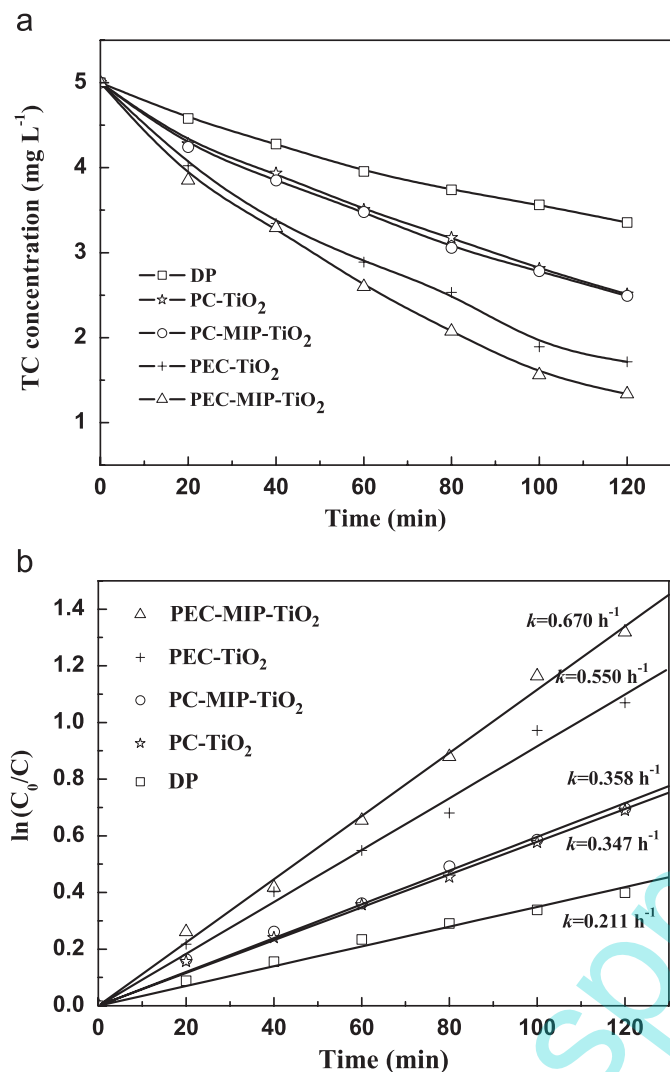 a
TC concentration (mg L⁻¹)
5
4
3
2
1
DP
PC-TiO₂
PC-MIP-TiO₂
PEC-TiO₂
PEC-MIP-TiO₂
0 20 40 60 80 100 120
Time (min)
b
ln(C₀/C)
1.4
1.2
1.0
0.8
0.6
0.4
0.2
0.0
PEC-MIP-TiO₂
PEC-TiO₂
PC-MIP-TiO₂
PC-TiO₂
DP
k=0.670 h⁻¹
k=0.550 h⁻¹
k=0.358 h⁻¹
k=0.347 h⁻¹
k=0.211 h⁻¹
0 20 40 60 80 100 120
Time (min)